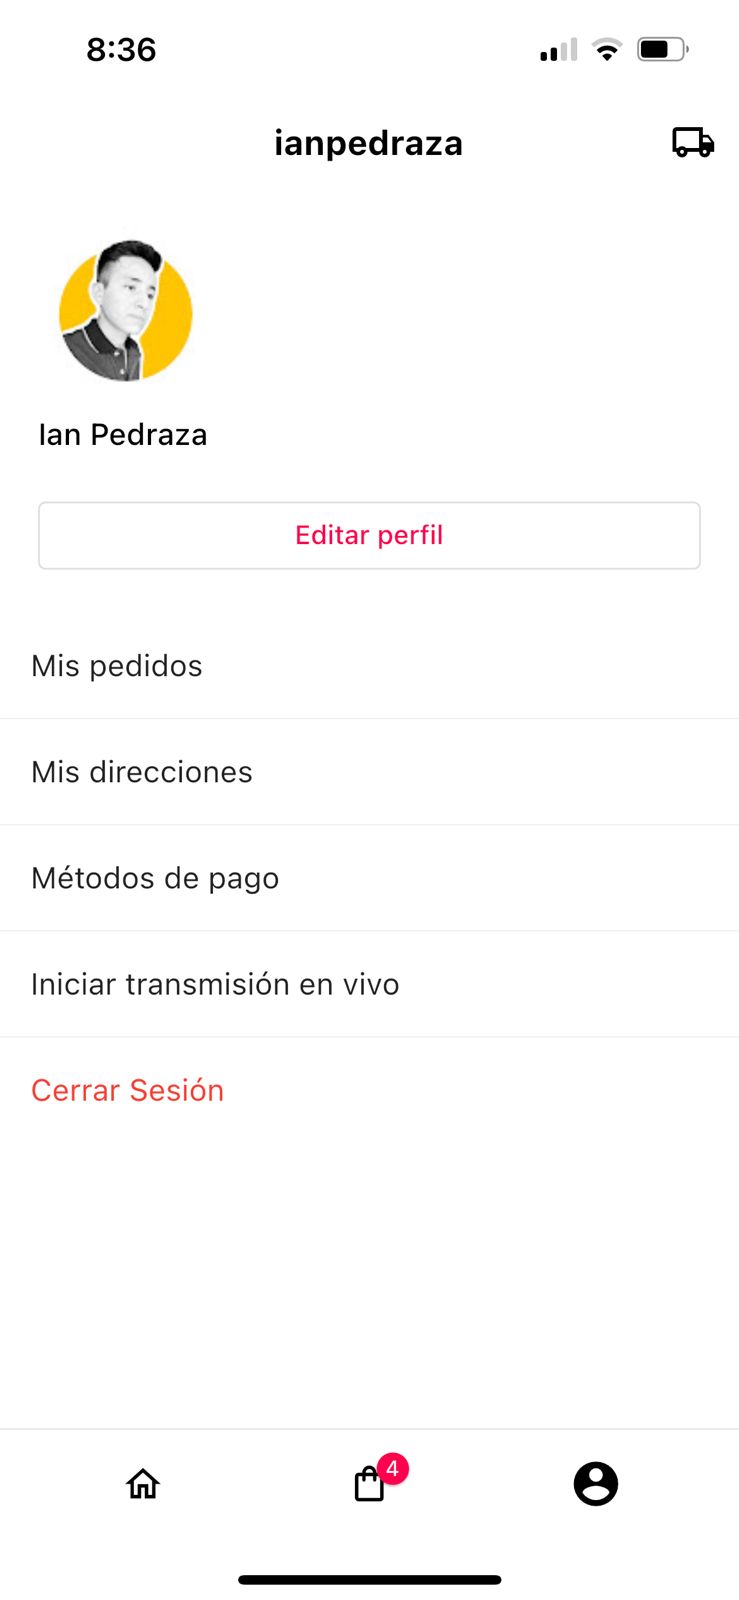 8:36
ianpedraza
Ian Pedraza
Editar perfil
Mis pedidos
Mis direcciones
Métodos de pago
Iniciar transmisión en vivo
Cerrar Sesión
4